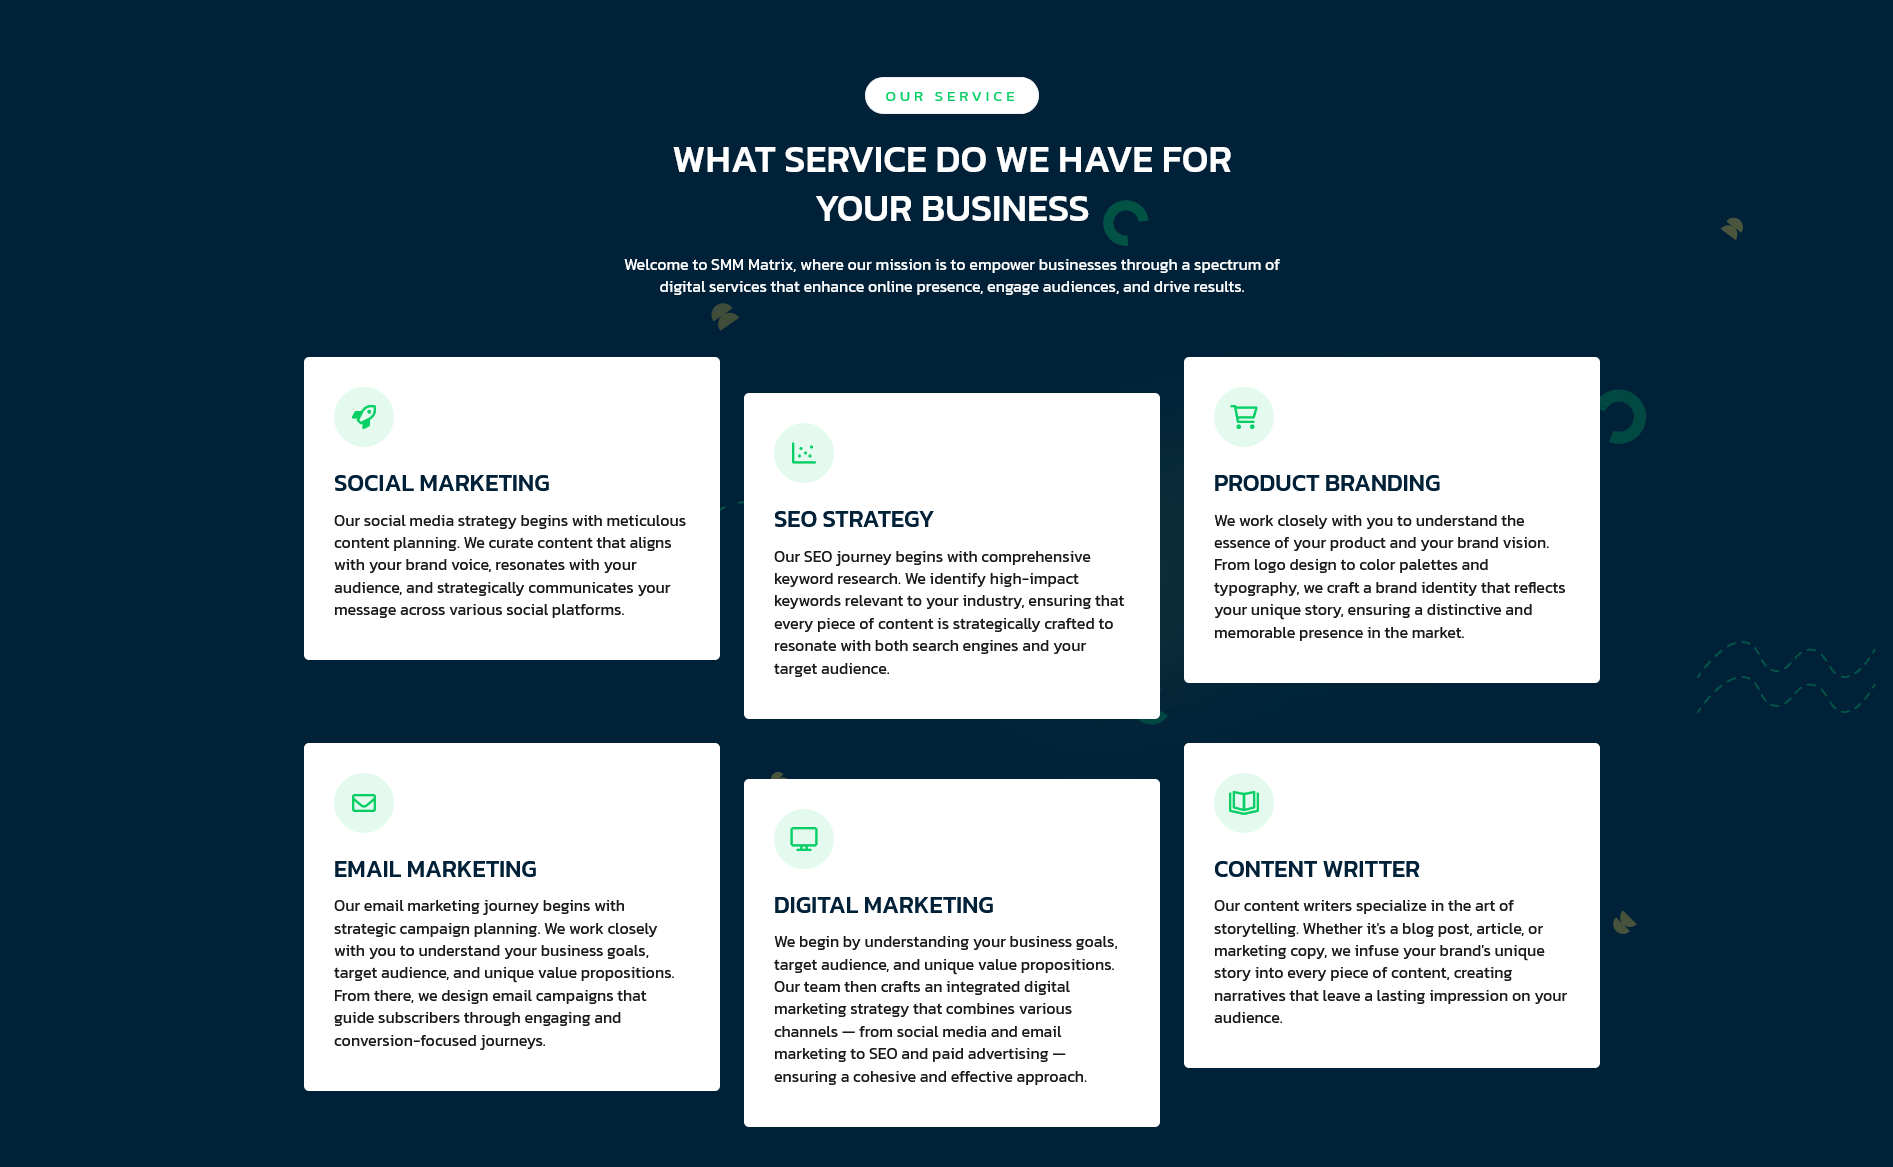 OUR SERVICE
WHAT SERVICE DO WE HAVE FOR
YOUR BUSINESS
Welcome to SMM Matrix, where our mission is to empower businesses through a spectrum of
digital services that enhance online presence, engage audiences, and drive results.
SOCIAL MARKETING
Our social media strategy begins with meticulous
content planning. We curate content that aligns
with your brand voice, resonates with your
audience, and strategically communicates your
message across various social platforms.
SEO STRATEGY
Our SEO journey begins with comprehensive
keyword research. We identify high-impact
keywords relevant to your industry, ensuring that
every piece of content is strategically crafted to
resonate with both search engines and your
target audience.
PRODUCT BRANDING
We work closely with you to understand the
essence of your product and your brand vision.
From logo design to color palettes and
typography, we craft a brand identity that reflects
your unique story, ensuring a distinctive and
memorable presence in the market.
EMAIL MARKETING
Our email marketing journey begins with
strategic campaign planning. We work closely
with you to understand your business goals,
target audience, and unique value propositions.
From there, we design email campaigns that
guide subscribers through engaging and
conversion-focused journeys.
DIGITAL MARKETING
We begin by understanding your business goals,
target audience, and unique value propositions.
Our team then crafts an integrated digital
marketing strategy that combines various
channels — from social media and email
marketing to SEO and paid advertising —
ensuring a cohesive and effective approach.
CONTENT WRITTER
Our content writers specialize in the art of
storytelling. Whether it's a blog post, article, or
marketing copy, we infuse your brand's unique
story into every piece of content, creating
narratives that leave a lasting impression on your
audience.